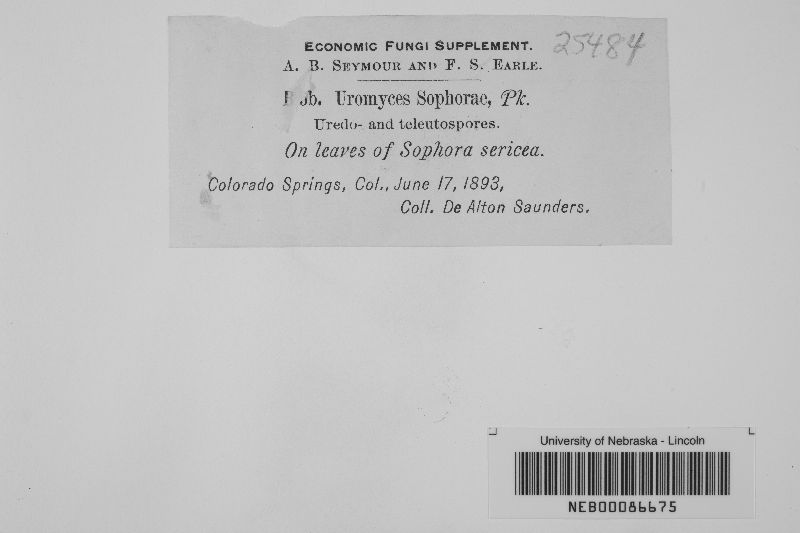 ECONOMIC FUNGI SUPPLEMENT. 25484
A. B. SEYMOUR AND F. S. EARLE.
Uromyces Sophorae, Pk.
Uredo- and teleutospores.
On leaves of Sophora sericea.
Colorado Springs, Col., June 17, 1893,
Coll. De Alton Saunders.
University of Nebraska - Lincoln
NEB00086675